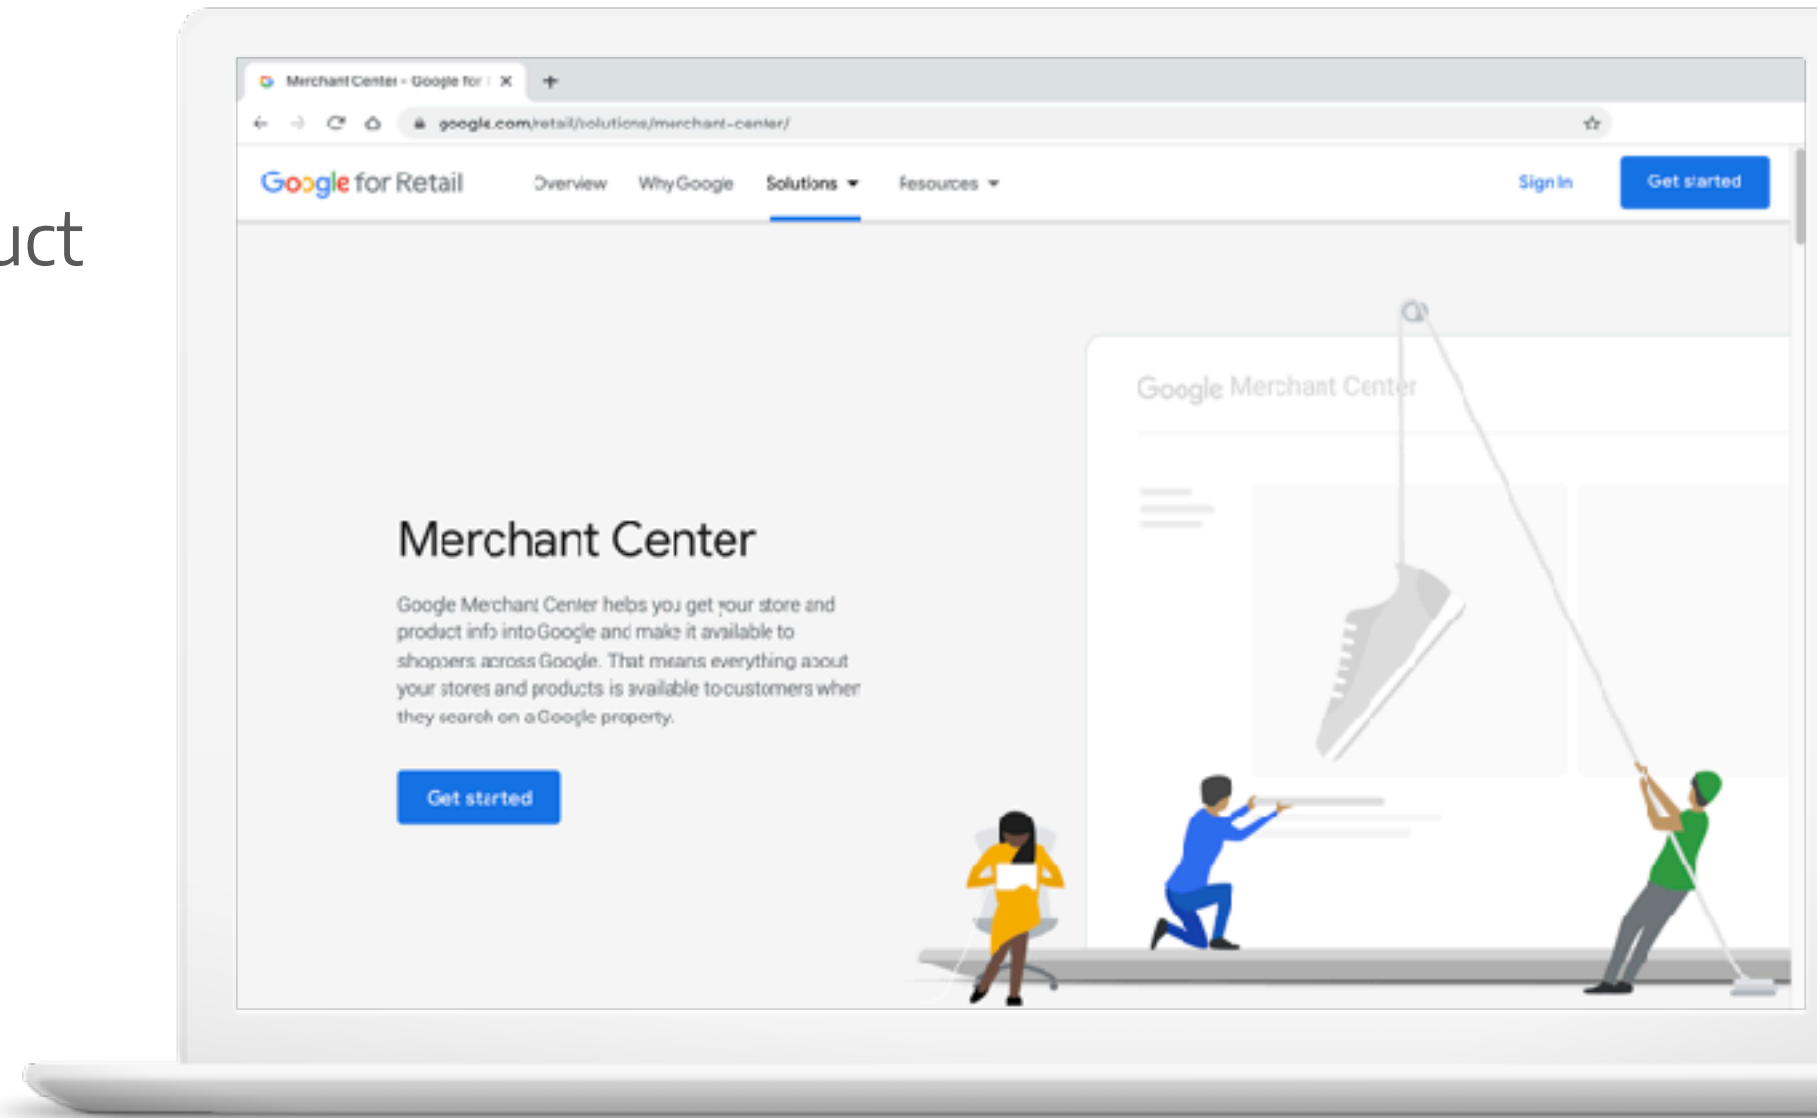 Merchant Center - Google for
google.com/retail/solutions/merchant-center/
Google for Retail
Overview
Why Google
Solutions
Resources
Sign In
Get started
uct
Google Merchant Center
Merchant Center
Google Merchant Center helps you get your store and
product info into Google and make it available to
shoppers across Google. That means everything about
your stores and products is available to customers when
they search on a Google property.
Get started